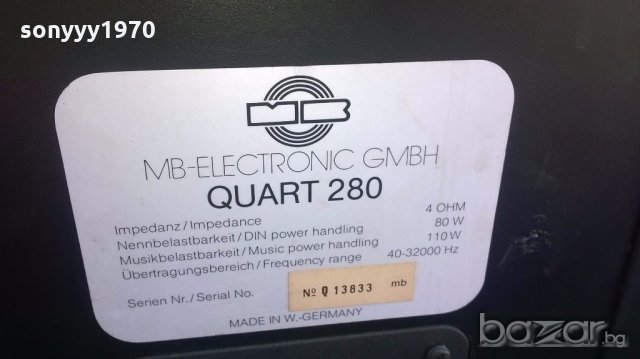 sonyyy1970
MB
MB-ELECTRONIC GMBH
QUART 280
Impedanz/Impedance 4 OHM
Nennbelastbarkeit/DIN power handling 80 W
Musikbelastbarkeit/Music power handling 110 W
Übertragungsbereich/Frequency range 40-32000 Hz
Serien Nr./Serial No. Nº Q 13833 mb
MADE IN W.-GERMANY
bazar.bg